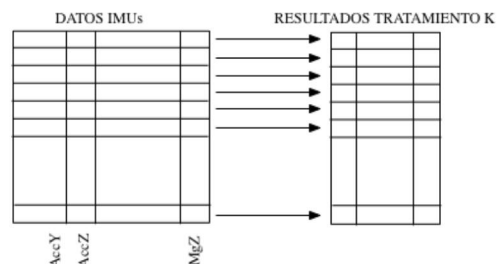 DATOS IMUs
RESULTADOS TRATAMIENTO K
AccY
AccZ
MgZ